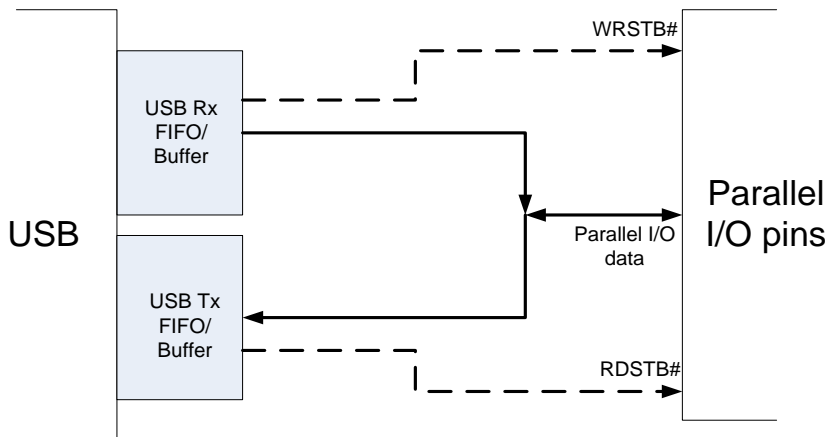 WRSTB#
USB Rx
FIFO/
Buffer
USB
Parallel I/O
data
Parallel
I/O pins
USB Tx
FIFO/
Buffer
RDSTB#